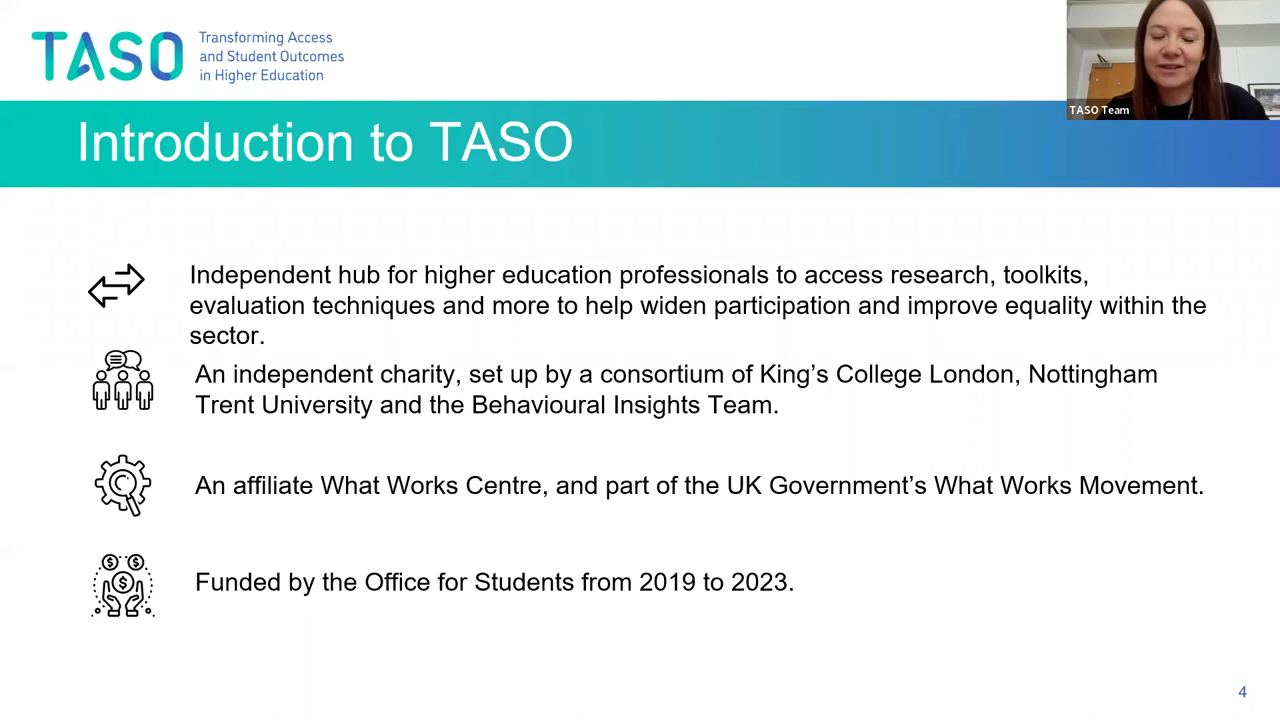 TASO
Transforming Access
and Student Outcomes
in Higher Education
TASO Team
Introduction to TASO
Independent hub for higher education professionals to access research, toolkits,
evaluation techniques and more to help widen participation and improve equality within the
sector.
An independent charity, set up by a consortium of King’s College London, Nottingham
Trent University and the Behavioural Insights Team.
An affiliate What Works Centre, and part of the UK Government’s What Works Movement.
Funded by the Office for Students from 2019 to 2023.
4